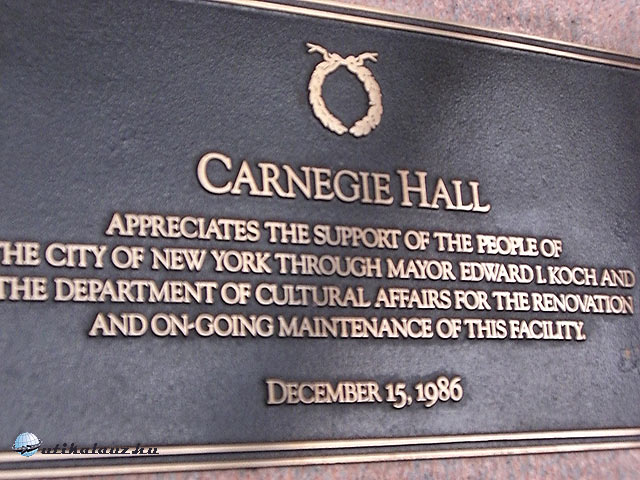 CARNEGIE HALL
APPRECIATES THE SUPPORT OF THE PEOPLE OF
THE CITY OF NEW YORK THROUGH MAYOR EDWARD I. KOCH AND
THE DEPARTMENT OF CULTURAL AFFAIRS FOR THE RENOVATION
AND ON-GOING MAINTENANCE OF THIS FACILITY.
DECEMBER 15, 1986